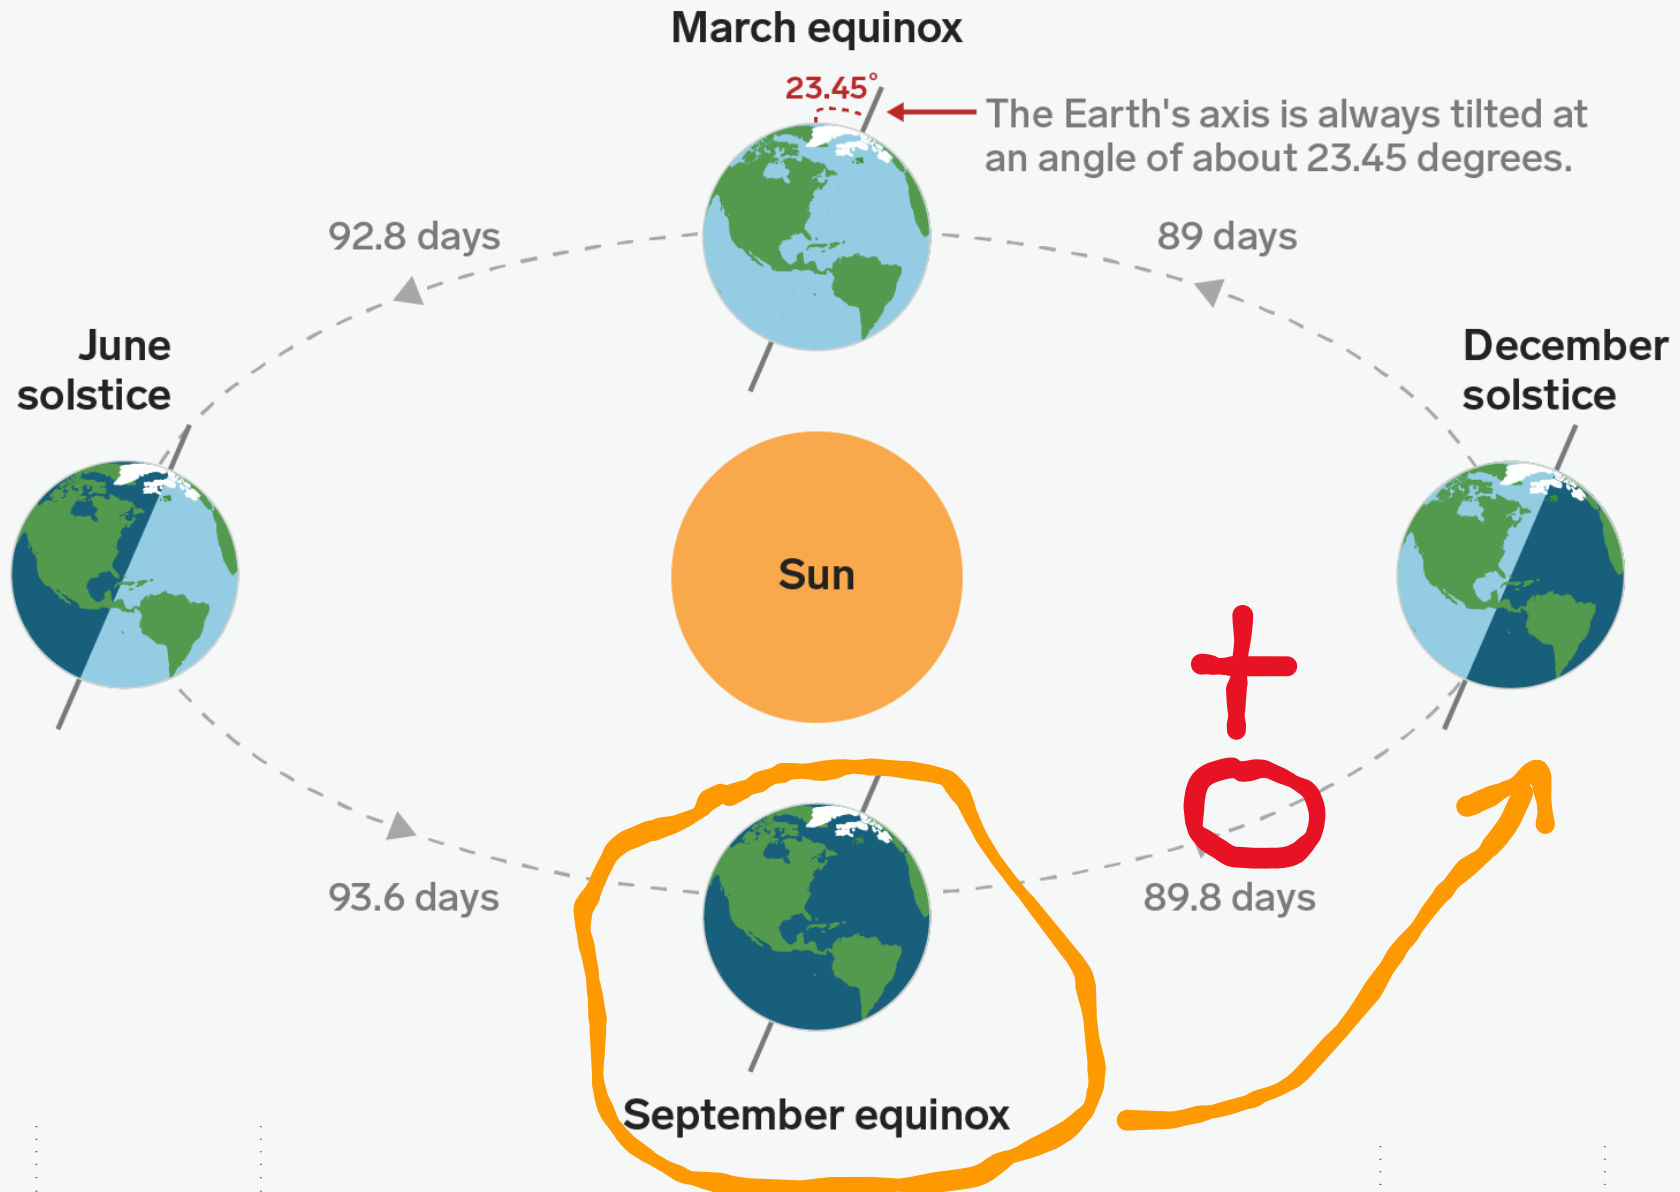 March equinox
23.45°
The Earth's axis is always tilted at
an angle of about 23.45 degrees.
92.8 days
89 days
June
solstice
December
solstice
Sun
+
93.6 days
89.8 days
September equinox